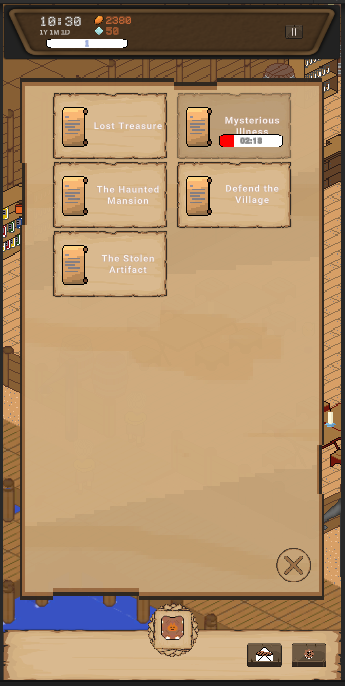 10:30
2380
1Y 1M 1D
50
1
Lost Treasure
Mysterious
Illness
02:18
The Haunted
Mansion
Defend the
Village
The Stolen
Artifact